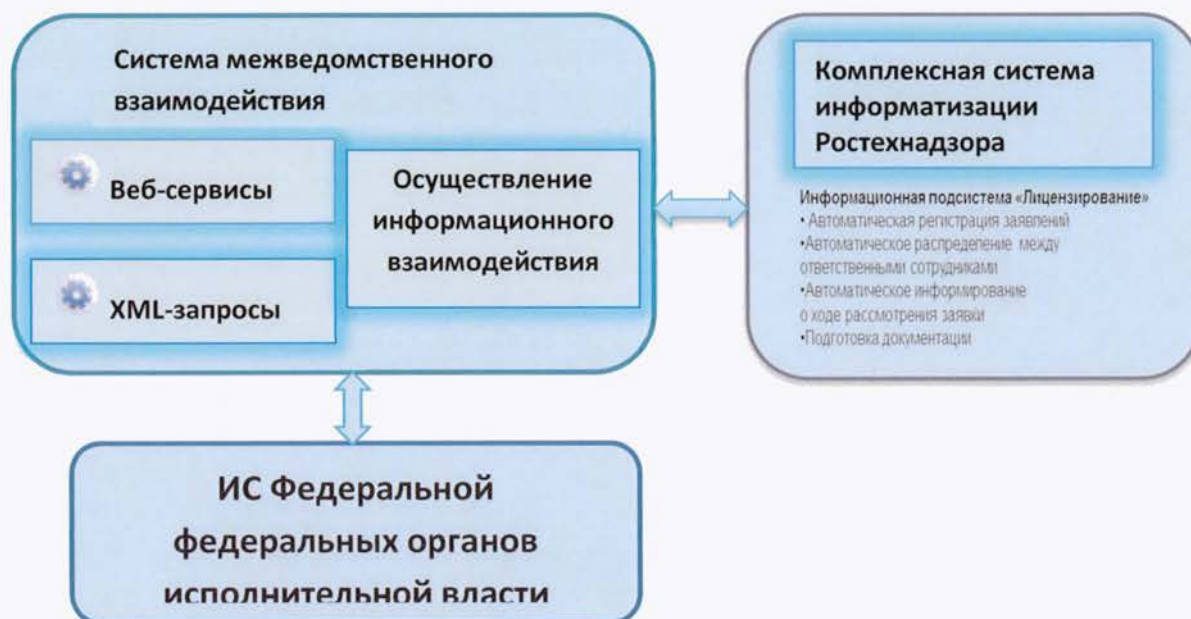 Система межведомственного
взаимодействия
Веб-сервисы
XML-запросы
Осуществление
информационного
взаимодействия
Комплексная система
информатизации
Ростехнадзора
Информационная подсистема «Лицензирование»
• Автоматическая регистрация заявлений
•Автоматическое распределение между
ответственными сотрудниками
•Автоматическое информирование
о ходе рассмотрения заявки
•Подготовка документации
ИС Федеральной
федеральных органов
исполнительной власти